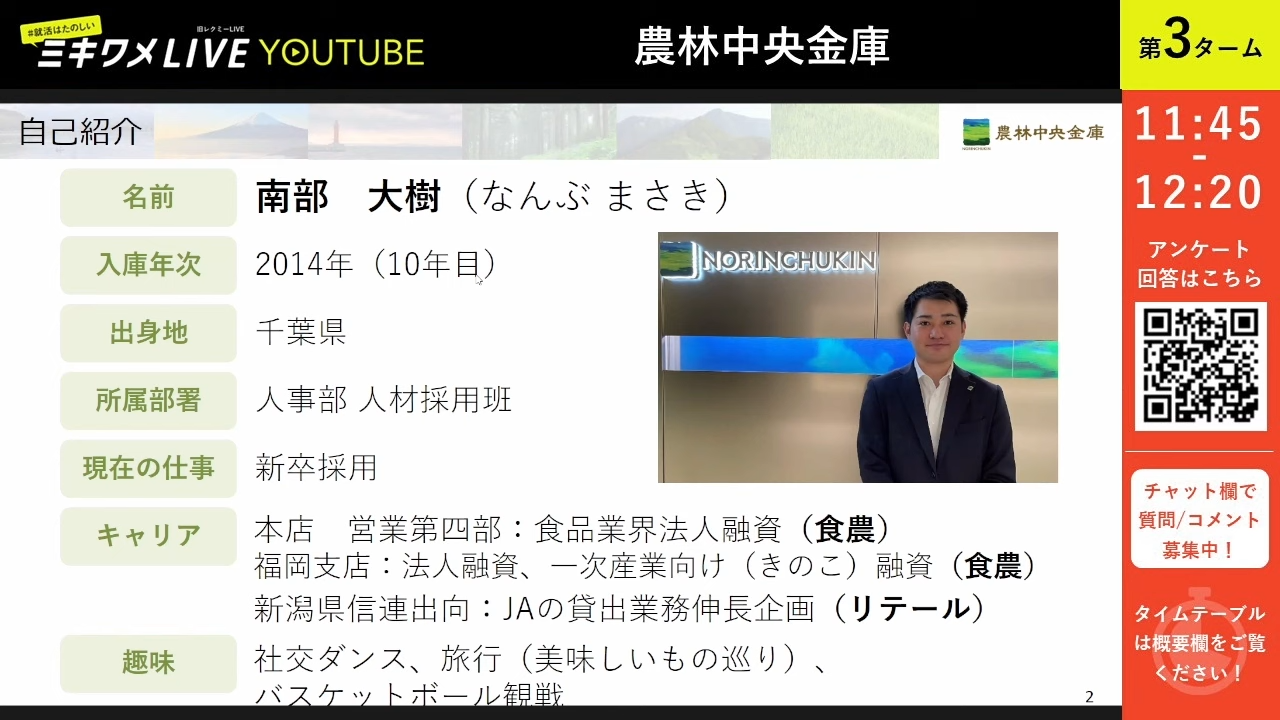 #就活はたのしい
旧レクミーLIVE
ミキワメLIVE YOUTUBE
農林中央金庫
第3ターム
自己紹介
農林中央金庫
NORINCHUKIN
名前
南部　大樹（なんぶ まさき）
入庫年次
2014年（10年目）
出身地
千葉県
所属部署
人事部 人材採用班
現在の仕事
新卒採用
キャリア
本店　営業第四部：食品業界法人融資（食農）
福岡支店：法人融資、一次産業向け（きのこ）融資（食農）
新潟県信連出向：JAの貸出業務伸長企画（リテール）
趣味
社交ダンス、旅行（美味しいもの巡り）、
バスケットボール観戦
NORINCHUKIN
2
11:45
-
12:20
アンケート
回答はこちら
チャット欄で
質問/コメント
募集中！
タイムテーブル
は概要欄をご覧
ください！